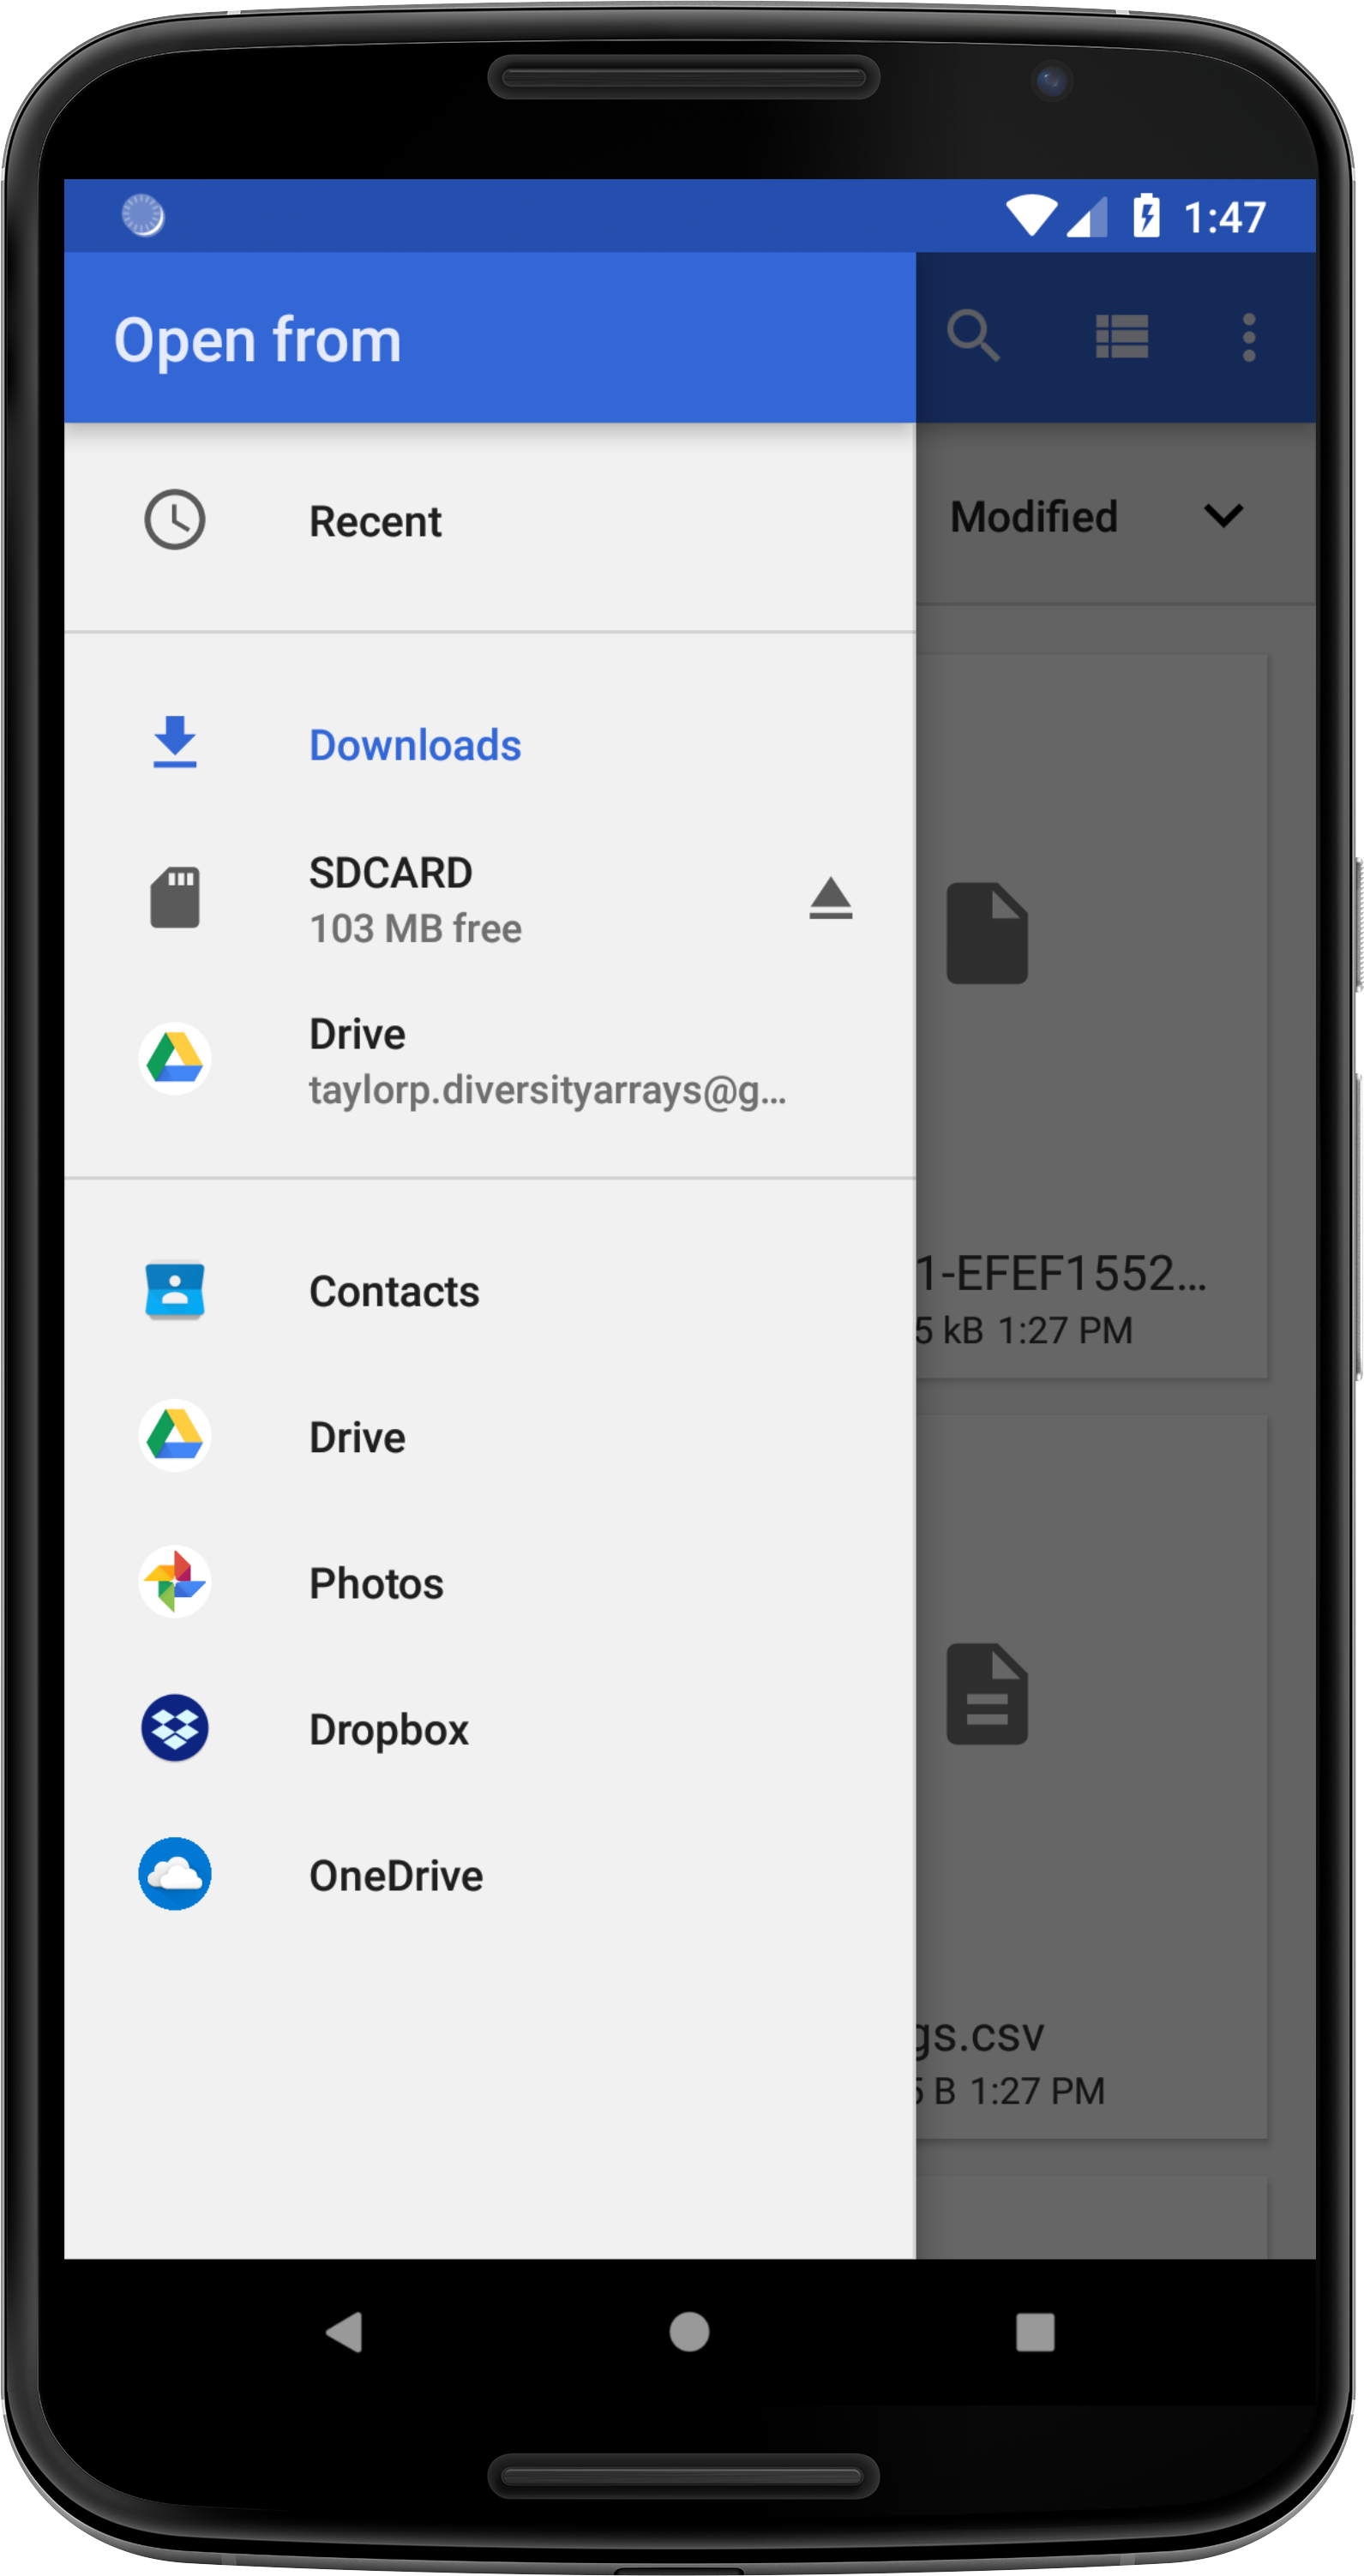 1:47
Open from
Recent
Modified
Downloads
SDCARD
103 MB free
Drive
taylorp.diversityarrays@g...
Contacts
1-EFEF1552...
5 kB 1:27 PM
Drive
Photos
Dropbox
OneDrive
gs.csv
5 B 1:27 PM